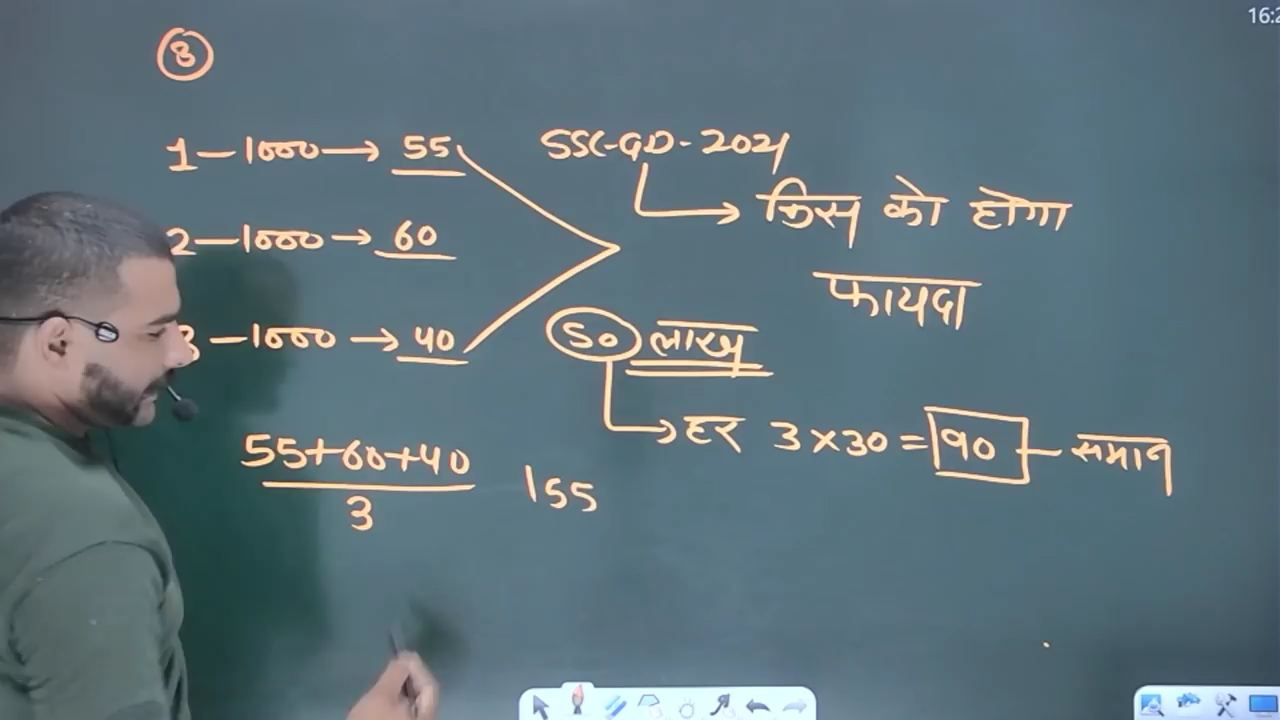 16:2
8
1 — 1000 → 55
SSC-GD-2021
→ किस को होगा
2 — 1000 → 60
फायदा
3 — 1000 → 40
50 लाख
→ हर 3×30 = 90 — समान
55+60+40
3
155